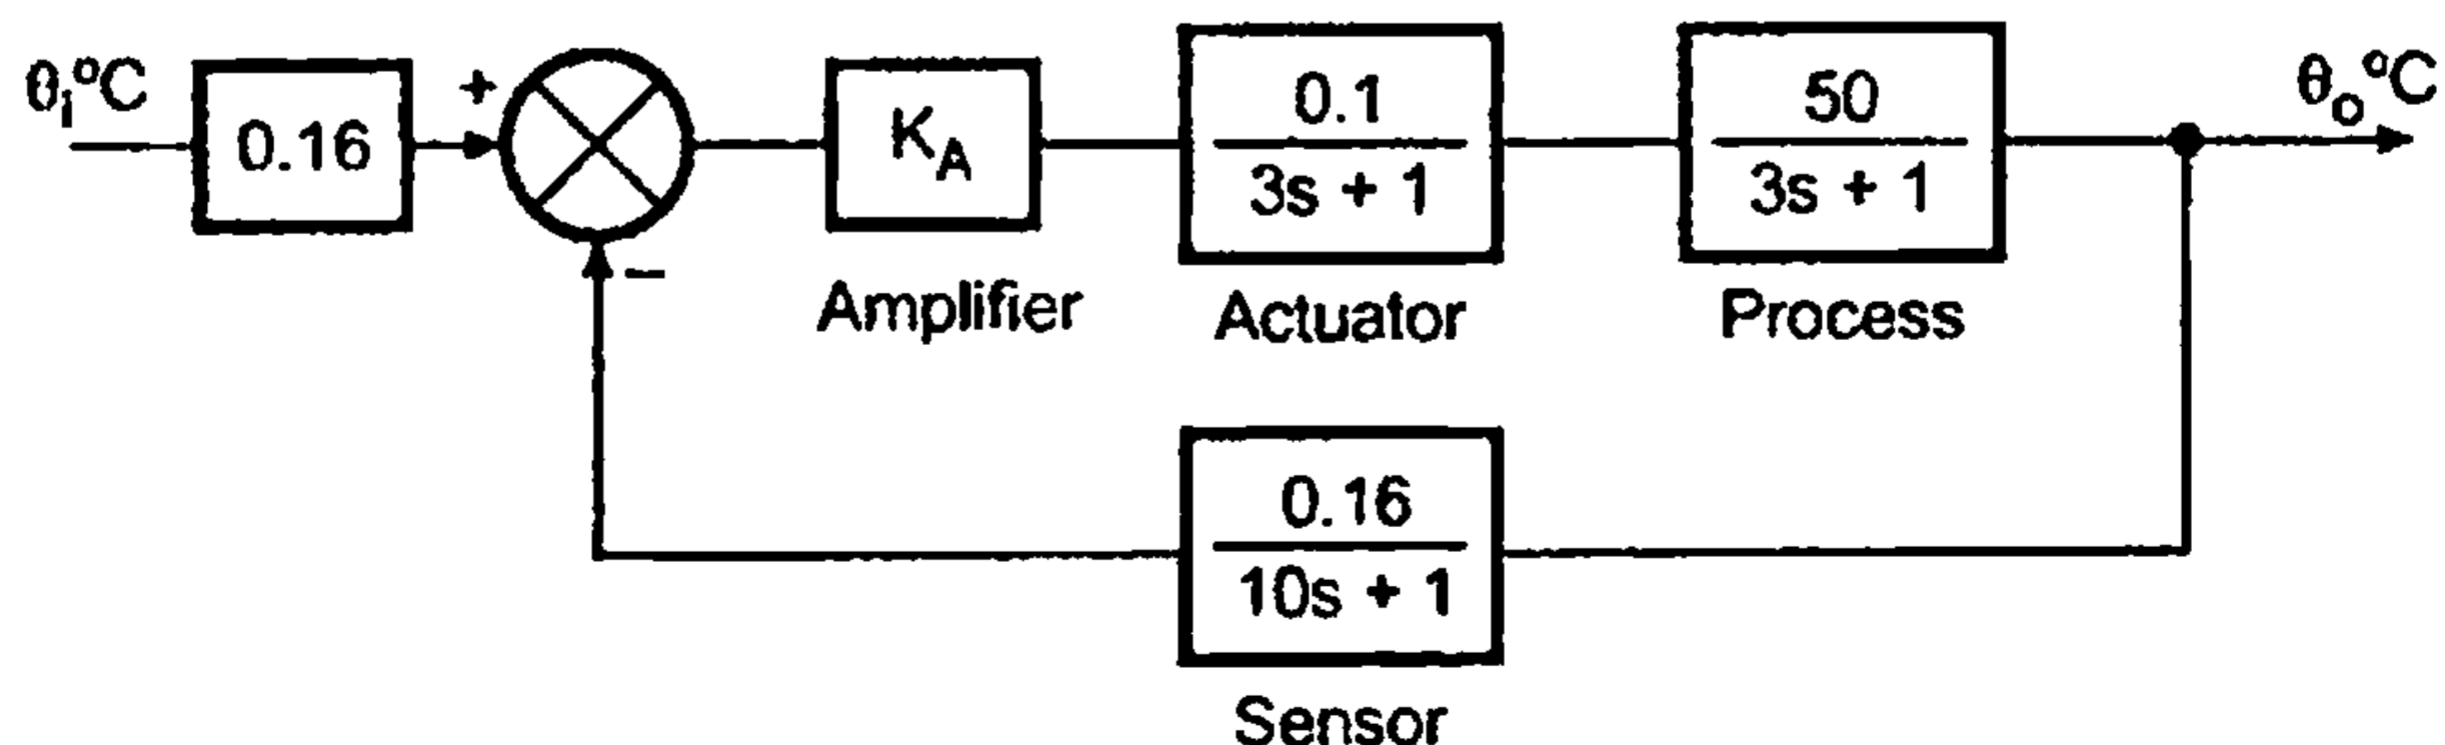 θi°C
0.16
+
KA
Amplifier
0.1
3s + 1
Actuator
50
3s + 1
Process
θo°C
−
0.16
10s + 1
Sensor